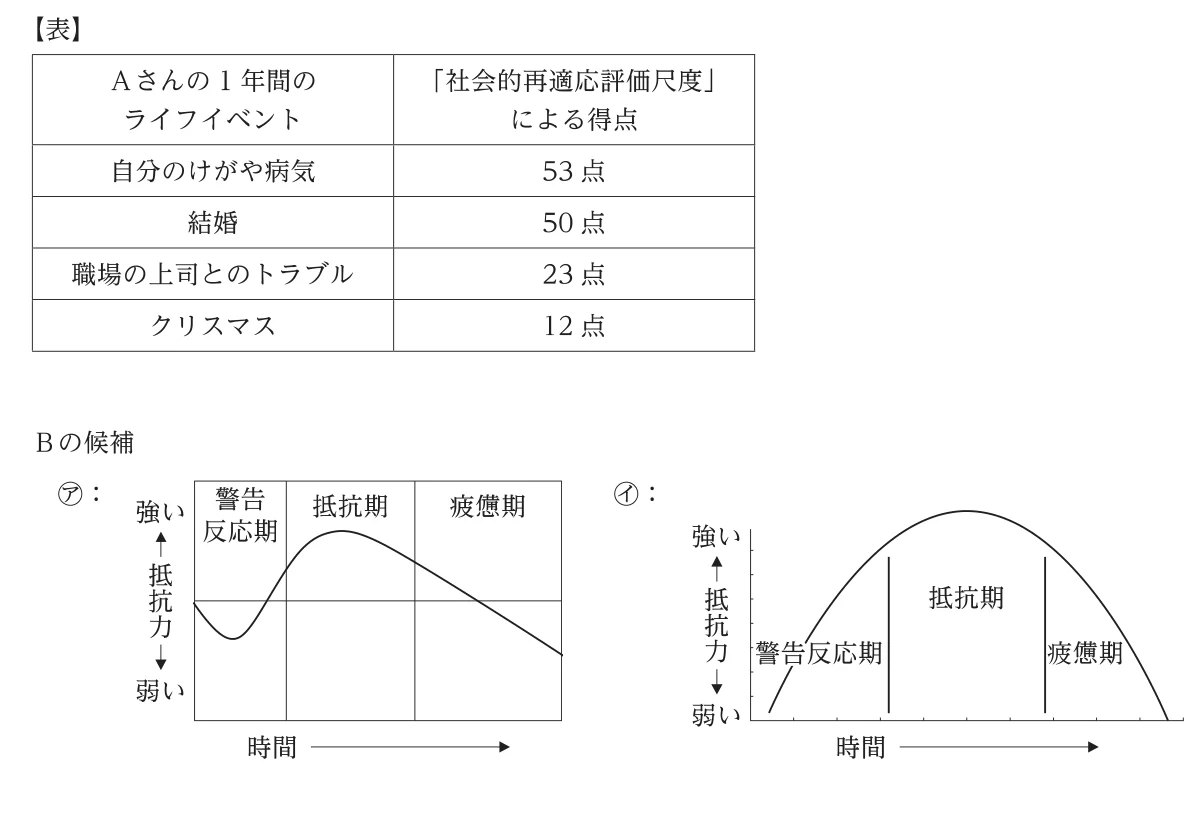 【表】
Aさんの1年間の
ライフイベント
「社会的再適応評価尺度」
による得点
自分のけがや病気
53点
結婚
50点
職場の上司とのトラブル
23点
クリスマス
12点
Bの候補
㋐：
強い
抵抗力
弱い
警告
反応期
抵抗期
疲憊期
時間
㋑：
強い
抵抗力
弱い
警告反応期
抵抗期
疲憊期
時間